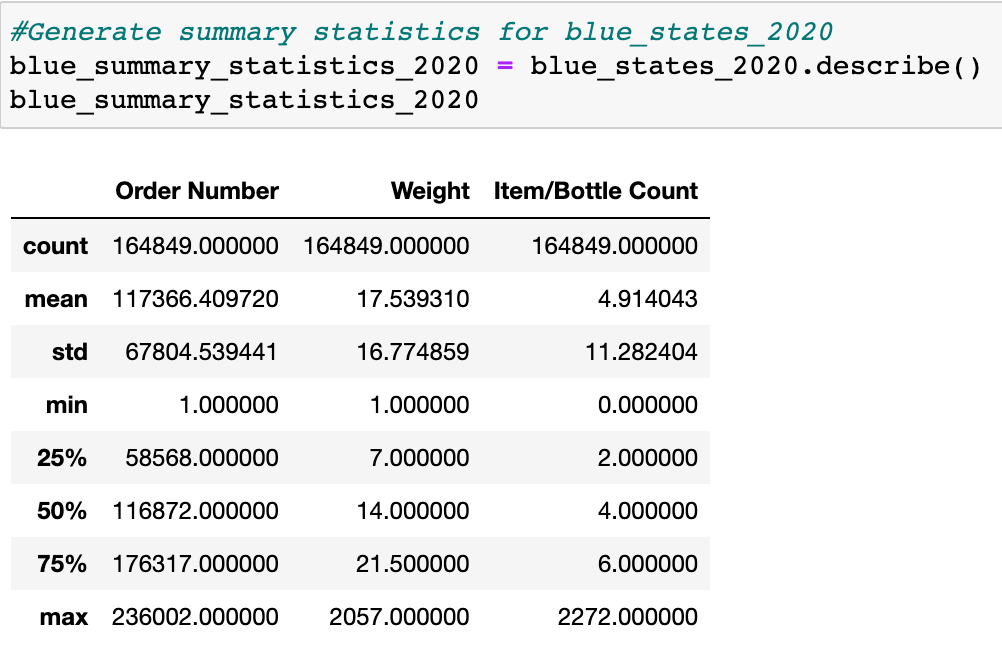 #Generate summary statistics for blue_states_2020
blue_summary_statistics_2020 = blue_states_2020.describe()
blue_summary_statistics_2020
Order Number Weight Item/Bottle Count
count 164849.000000 164849.000000 164849.000000
mean 117366.409720 17.539310 4.914043
std 67804.539441 16.774859 11.282404
min 1.000000 1.000000 0.000000
25% 58568.000000 7.000000 2.000000
50% 116872.000000 14.000000 4.000000
75% 176317.000000 21.500000 6.000000
max 236002.000000 2057.000000 2272.000000